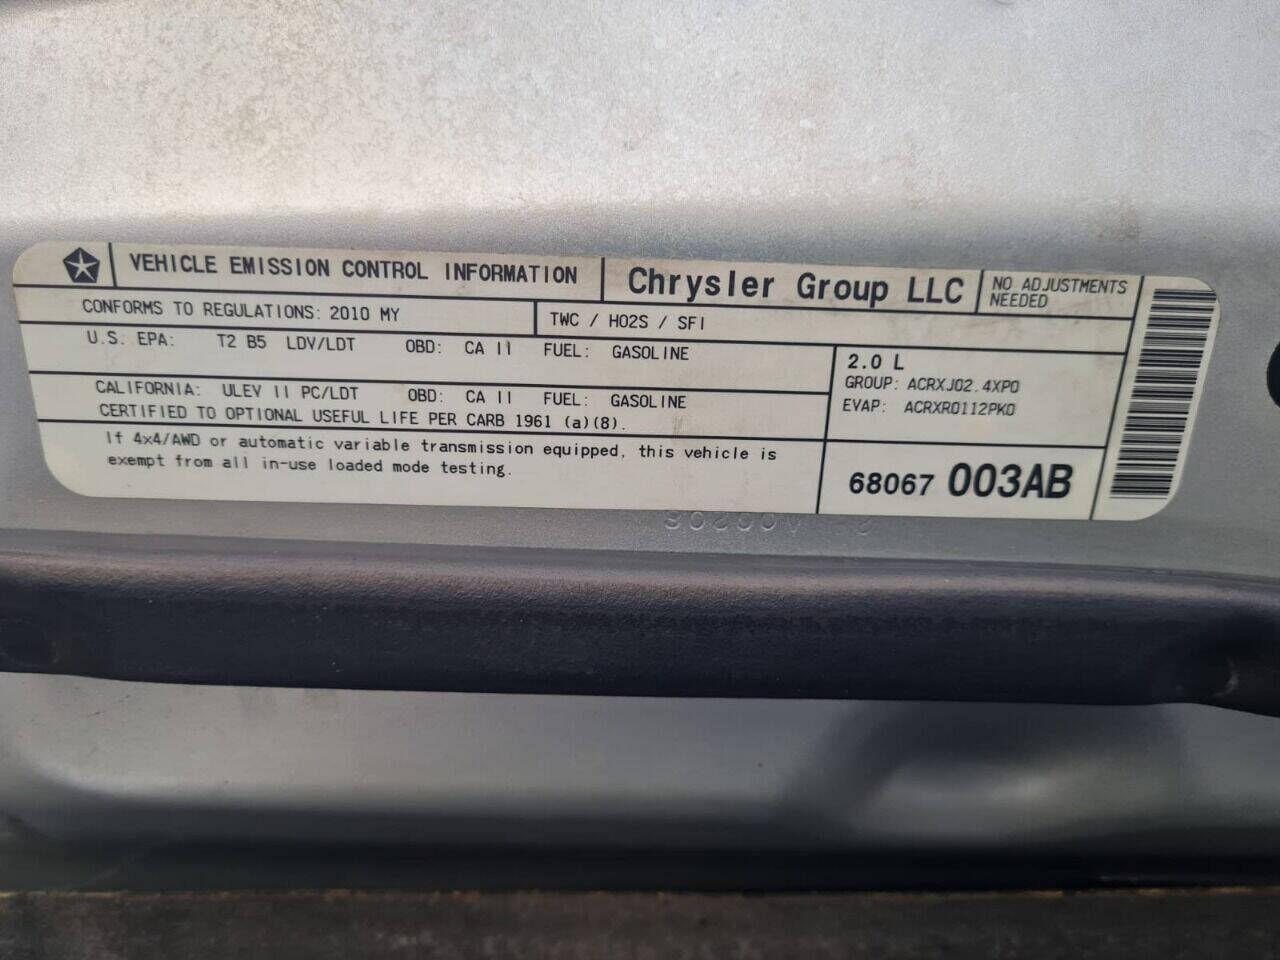 VEHICLE EMISSION CONTROL INFORMATION
Chrysler Group LLC
NO ADJUSTMENTS
NEEDED
CONFORMS TO REGULATIONS: 2010 MY
TWC / HO2S / SFI
U.S. EPA: T2 B5 LDV/LDT OBD: CA II FUEL: GASOLINE
CALIFORNIA: ULEV II PC/LDT OBD: CA II FUEL: GASOLINE
CERTIFIED TO OPTIONAL USEFUL LIFE PER CARB 1961 (a)(8).
If 4x4/AWD or automatic variable transmission equipped, this vehicle is
exempt from all in-use loaded mode testing.
2.0 L
GROUP: ACRXJ02.4XP0
EVAP: ACRXR0112PK0
68067 003AB